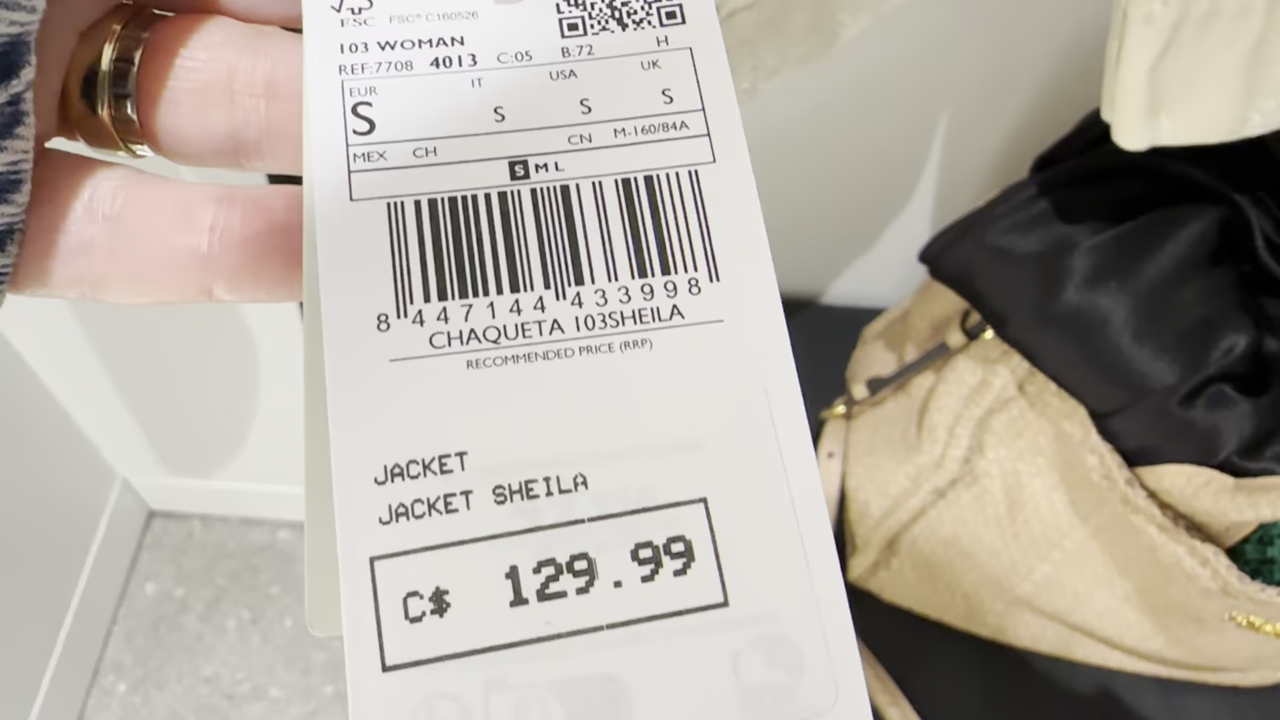 FSC FSC® C160526
103 WOMAN
REF:7708 4013 C:05 B:72 H
EUR IT USA UK
S S S S
MEX CH CN M-160/84A
S M L
8 447144 433998
CHAQUETA 103SHEILA
RECOMMENDED PRICE (RRP)
JACKET
JACKET SHEILA
C$ 129.99